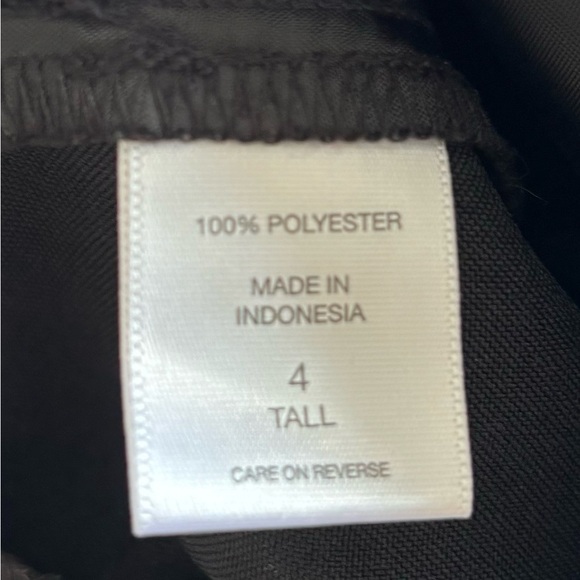 100% POLYESTER
MADE IN
INDONESIA
4
TALL
CARE ON REVERSE